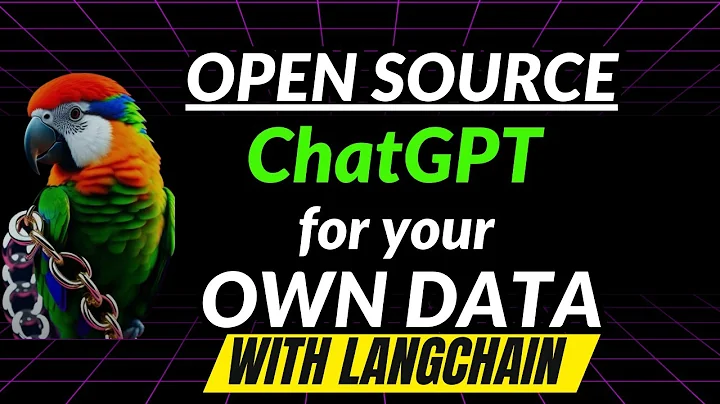 OPEN SOURCE
ChatGPT
for your
OWN DATA
WITH LANGCHAIN